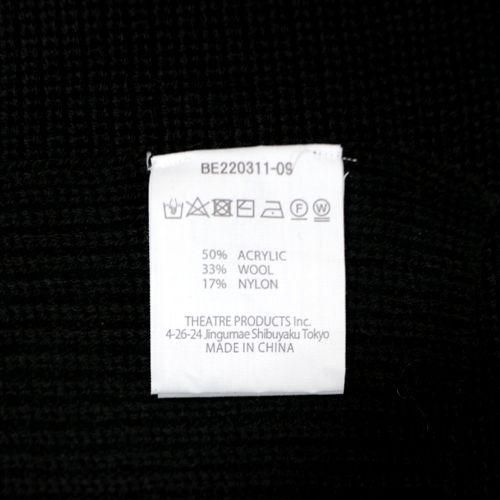 BE220311-09
50% ACRYLIC
33% WOOL
17% NYLON
THEATRE PRODUCTS Inc.
4-26-24 Jingumae Shibuyaku Tokyo
MADE IN CHINA